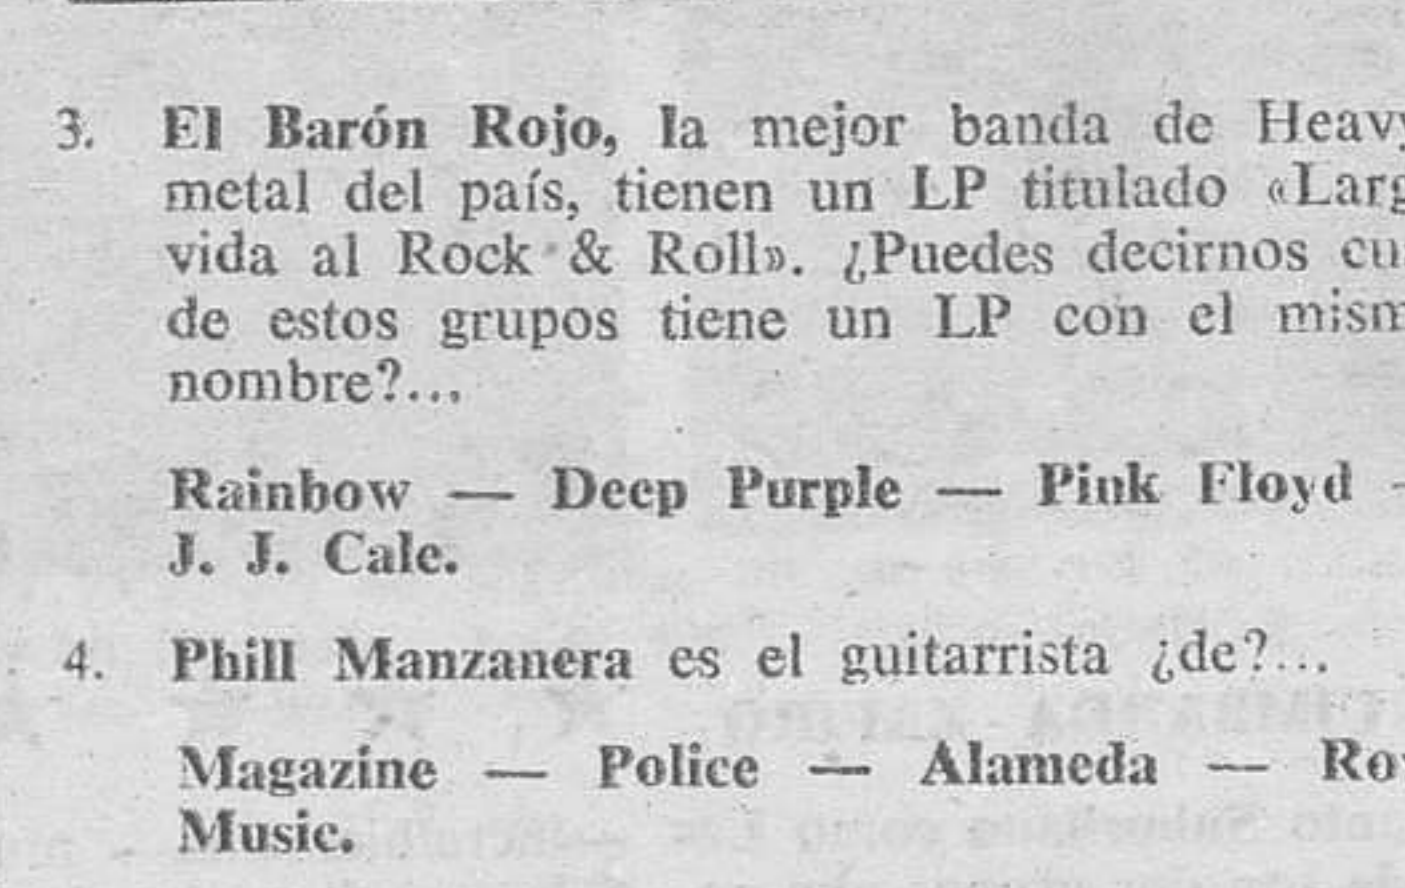 3. El Barón Rojo, la mejor banda de Heavy
metal del país, tienen un LP titulado «Larg
vida al Rock & Roll». ¿Puedes decirnos cu
de estos grupos tiene un LP con el mism
nombre?...
Rainbow — Deep Purple — Pink Floyd -
J. J. Cale.
4. Phill Manzanera es el guitarrista ¿de?...
Magazine — Police — Alameda — Ro
Music.